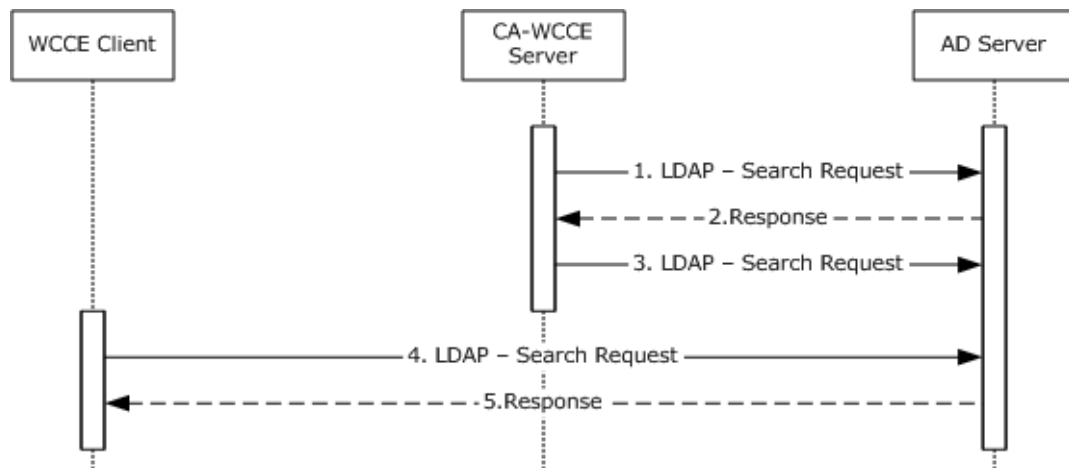 WCCE Client
CA-WCCE
Server
AD Server
1. LDAP – Search Request
2.Response
3. LDAP – Search Request
4. LDAP – Search Request
5.Response